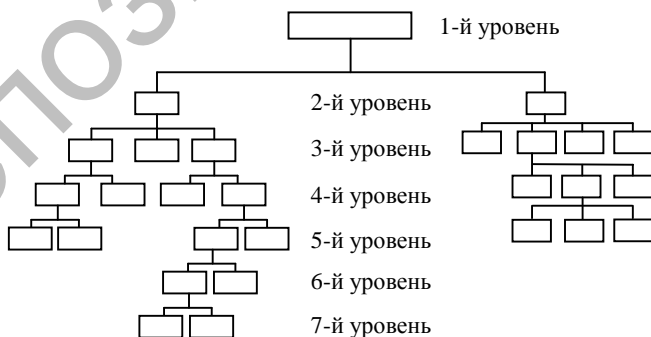 1-й уровень
2-й уровень
3-й уровень
4-й уровень
5-й уровень
6-й уровень
7-й уровень